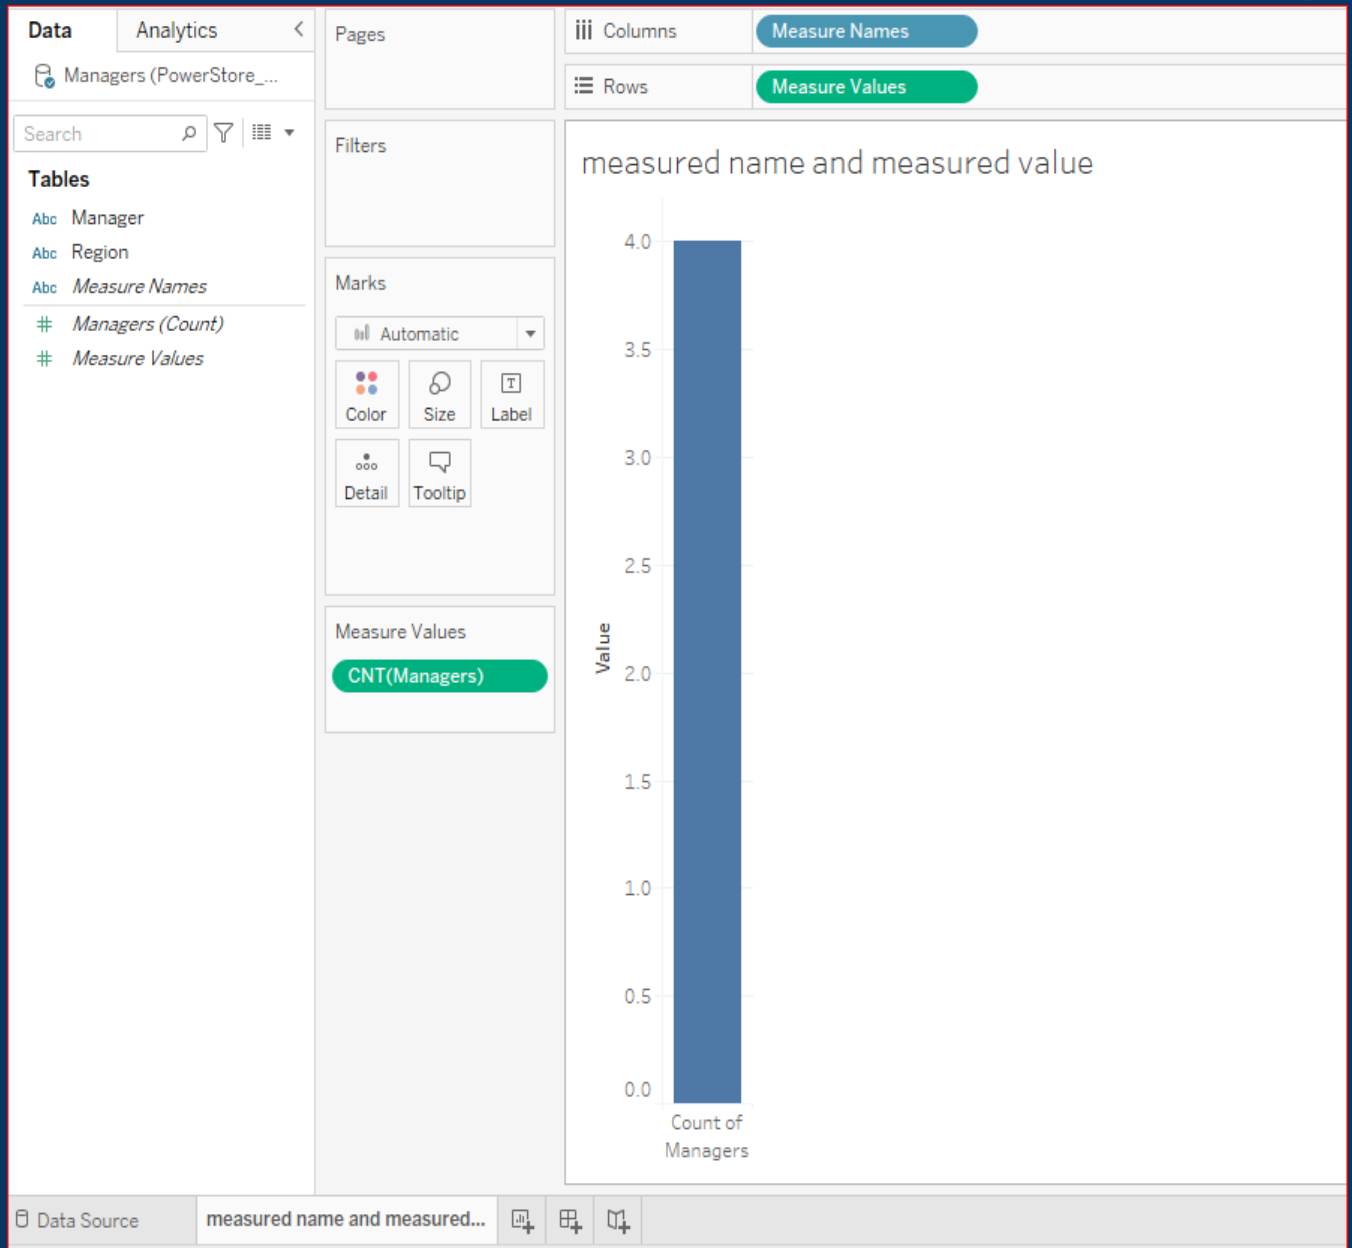 Data
Analytics
Managers (PowerStore_...
Search
Tables
Abc Manager
Abc Region
Abc Measure Names
# Managers (Count)
# Measure Values
Pages
Filters
Marks
Automatic
Color
Size
T
Label
Detail
Tooltip
Measure Values
CNT(Managers)
Columns
Measure Names
Rows
Measure Values
measured name and measured value
4.0
3.5
3.0
2.5
2.0
1.5
1.0
0.5
0.0
Value
Count of
Managers
Data Source
measured name and measured...